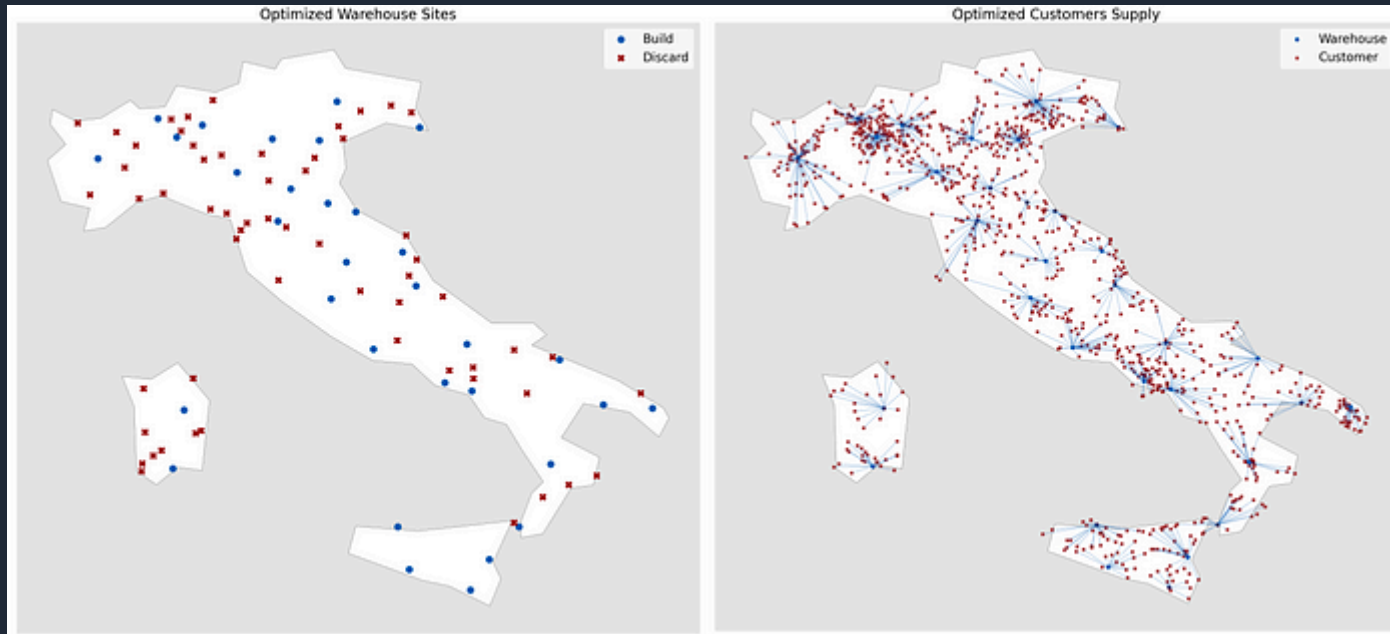 Optimized Warehouse Sites
Build
Discard
Optimized Customers Supply
Warehouse
Customer